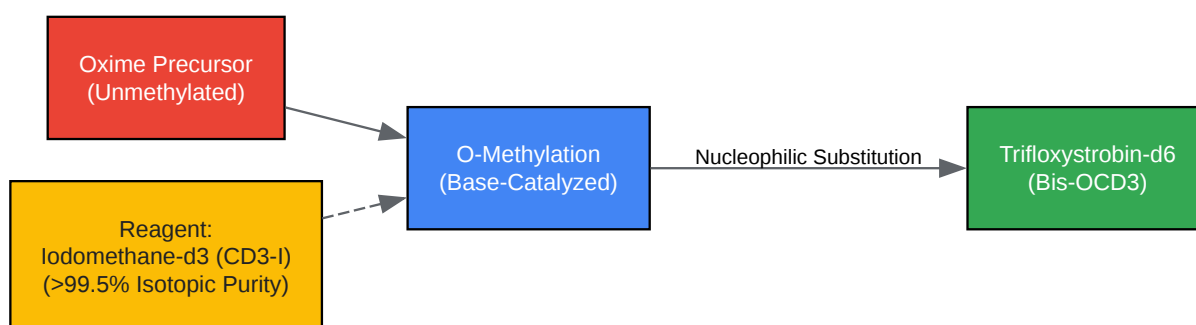 Oxime Precursor
(Unmethylated)
Reagent:
Iodomethane-d3 (CD3-I)
(>99.5% Isotopic Purity)
O-Methylation
(Base-Catalyzed)
Nucleophilic Substitution
Trifloxystrobin-d6
(Bis-OCD3)